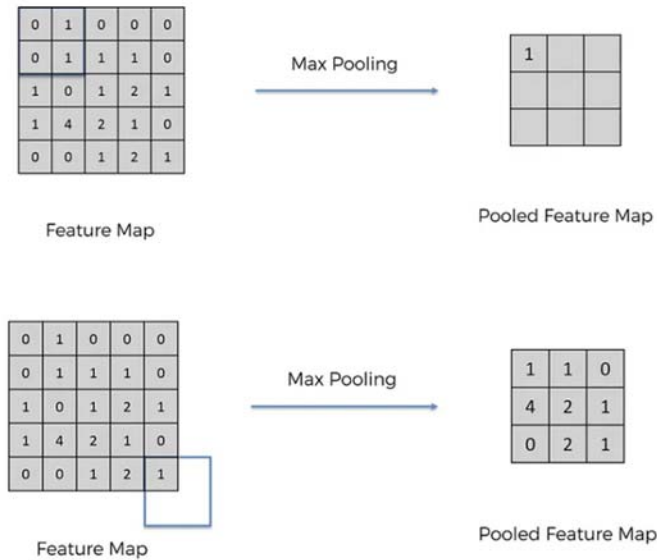 0 1 0 0 0
0 1 1 1 0
1 0 1 2 1
1 4 2 1 0
0 0 1 2 1
Feature Map
Max Pooling
1
Pooled Feature Map
0 1 0 0 0
0 1 1 1 0
1 0 1 2 1
1 4 2 1 0
0 0 1 2 1
Feature Map
Max Pooling
1 1 0
4 2 1
0 2 1
Pooled Feature Map